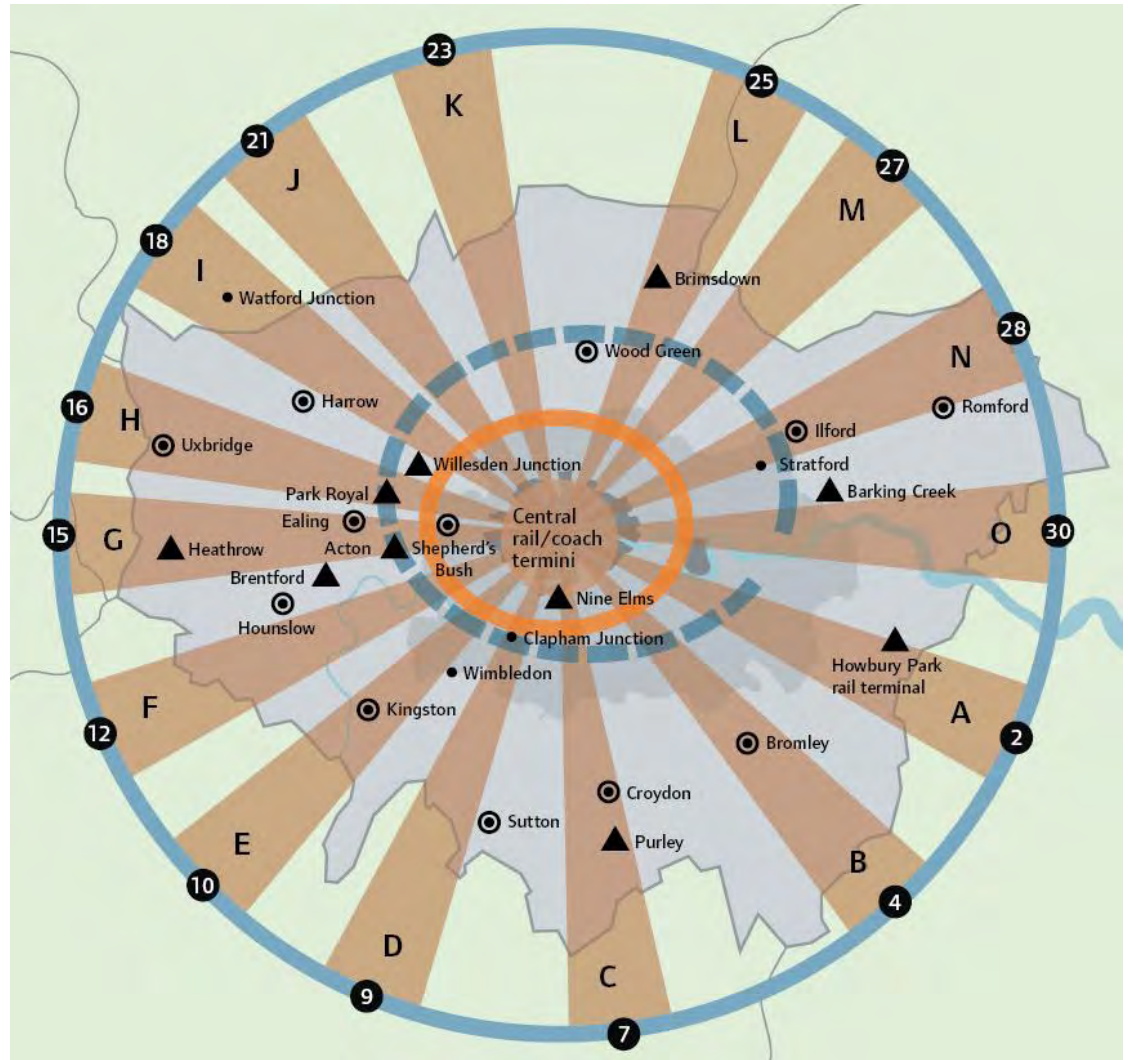 23
K
25
L
21
J
27
M
18
I
Watford Junction
Brimsdown
28
N
Wood Green
16
H
Harrow
Romford
Uxbridge
Ilford
Willesden Junction
Stratford
Park Royal
Barking Creek
Ealing
Central
rail/coach
termini
15
G
Acton
Shepherd's
Bush
O
30
Heathrow
Brentford
Nine Elms
Hounslow
Clapham Junction
Howbury Park
rail terminal
Wimbledon
F
12
Kingston
A
2
Bromley
Croydon
Sutton
Purley
E
10
B
4
D
9
C
7